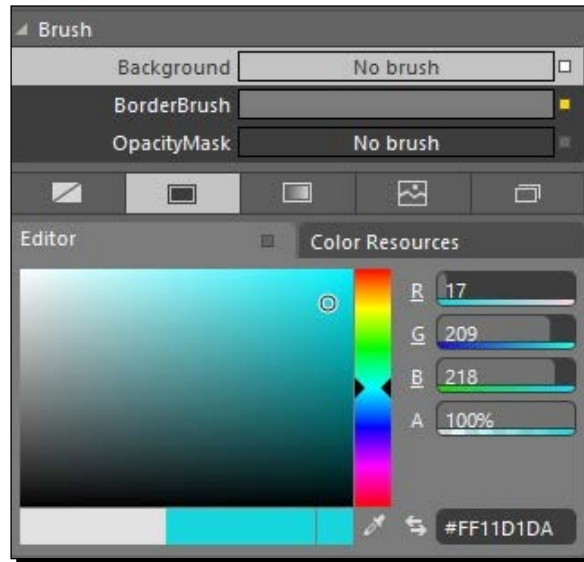 Brush
Background No brush
BorderBrush
OpacityMask No brush
Editor Color Resources
R 17
G 209
B 218
A 100%
#FF11D1DA